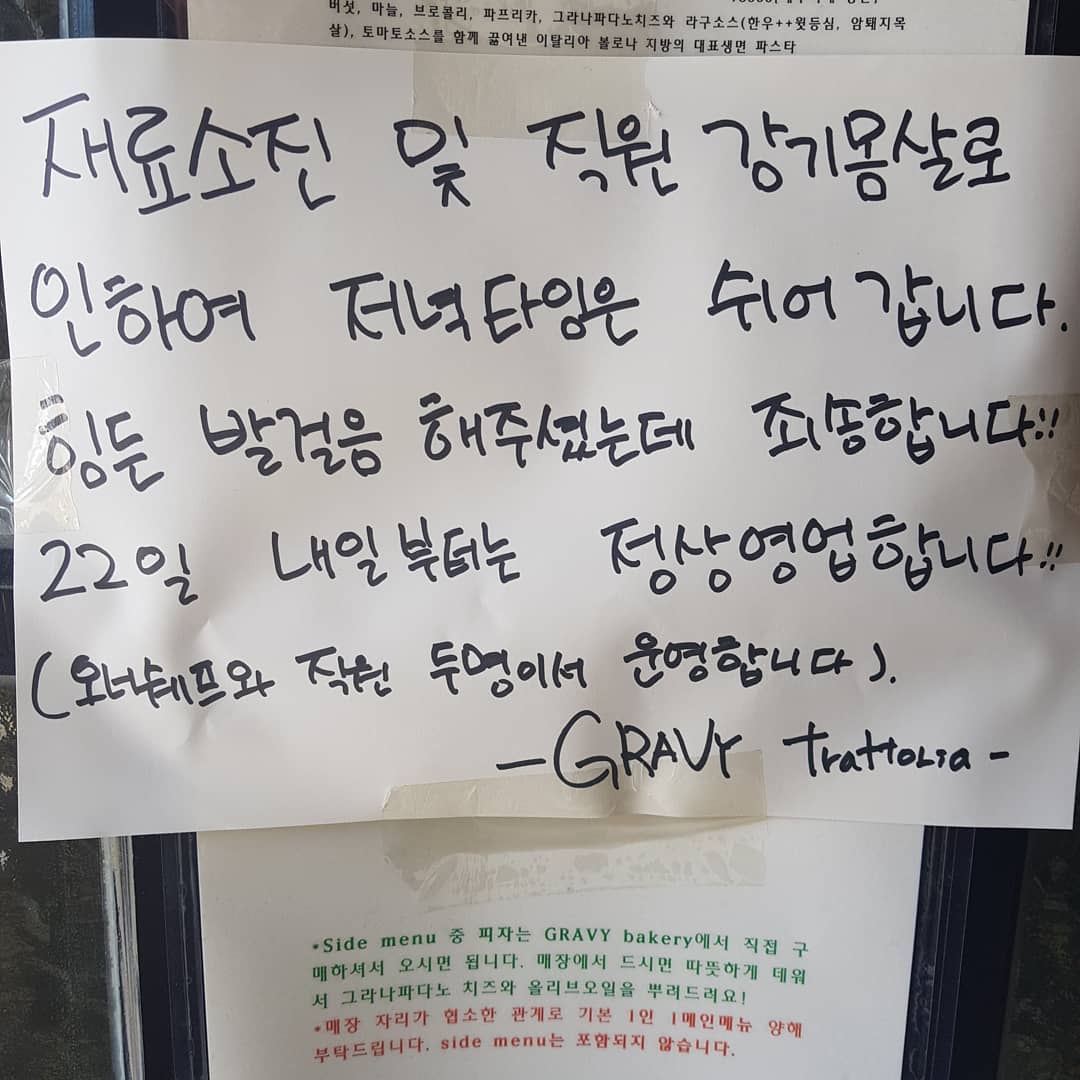 버섯, 마늘, 브로콜리, 파프리카, 그라나파다노치즈와 라구소스(한우++윗등심, 암퇘지목
살), 토마토소스를 함께 끓여낸 이탈리아 볼로냐 지방의 대표생면 파스타
재료소진 및 직원 감기몸살로
인하여 저녁타임은 쉬어 갑니다.
힘든 발걸음 해주셨는데 죄송합니다!!
22일 내일부터는 정상영업합니다!!
(오너쉐프와 직원 두명이서 운영합니다).
-GRAVY trattoria-
*Side menu 중 피자는 GRAVY bakery에서 직접 구
매하셔서 오시면 됩니다. 매장에서 드시면 따뜻하게 데워
서 그라나파다노 치즈와 올리브오일을 뿌려드려요!
*매장 자리가 협소한 관계로 기본 1인 1메인메뉴 양해
부탁드립니다. side menu는 포함되지 않습니다.